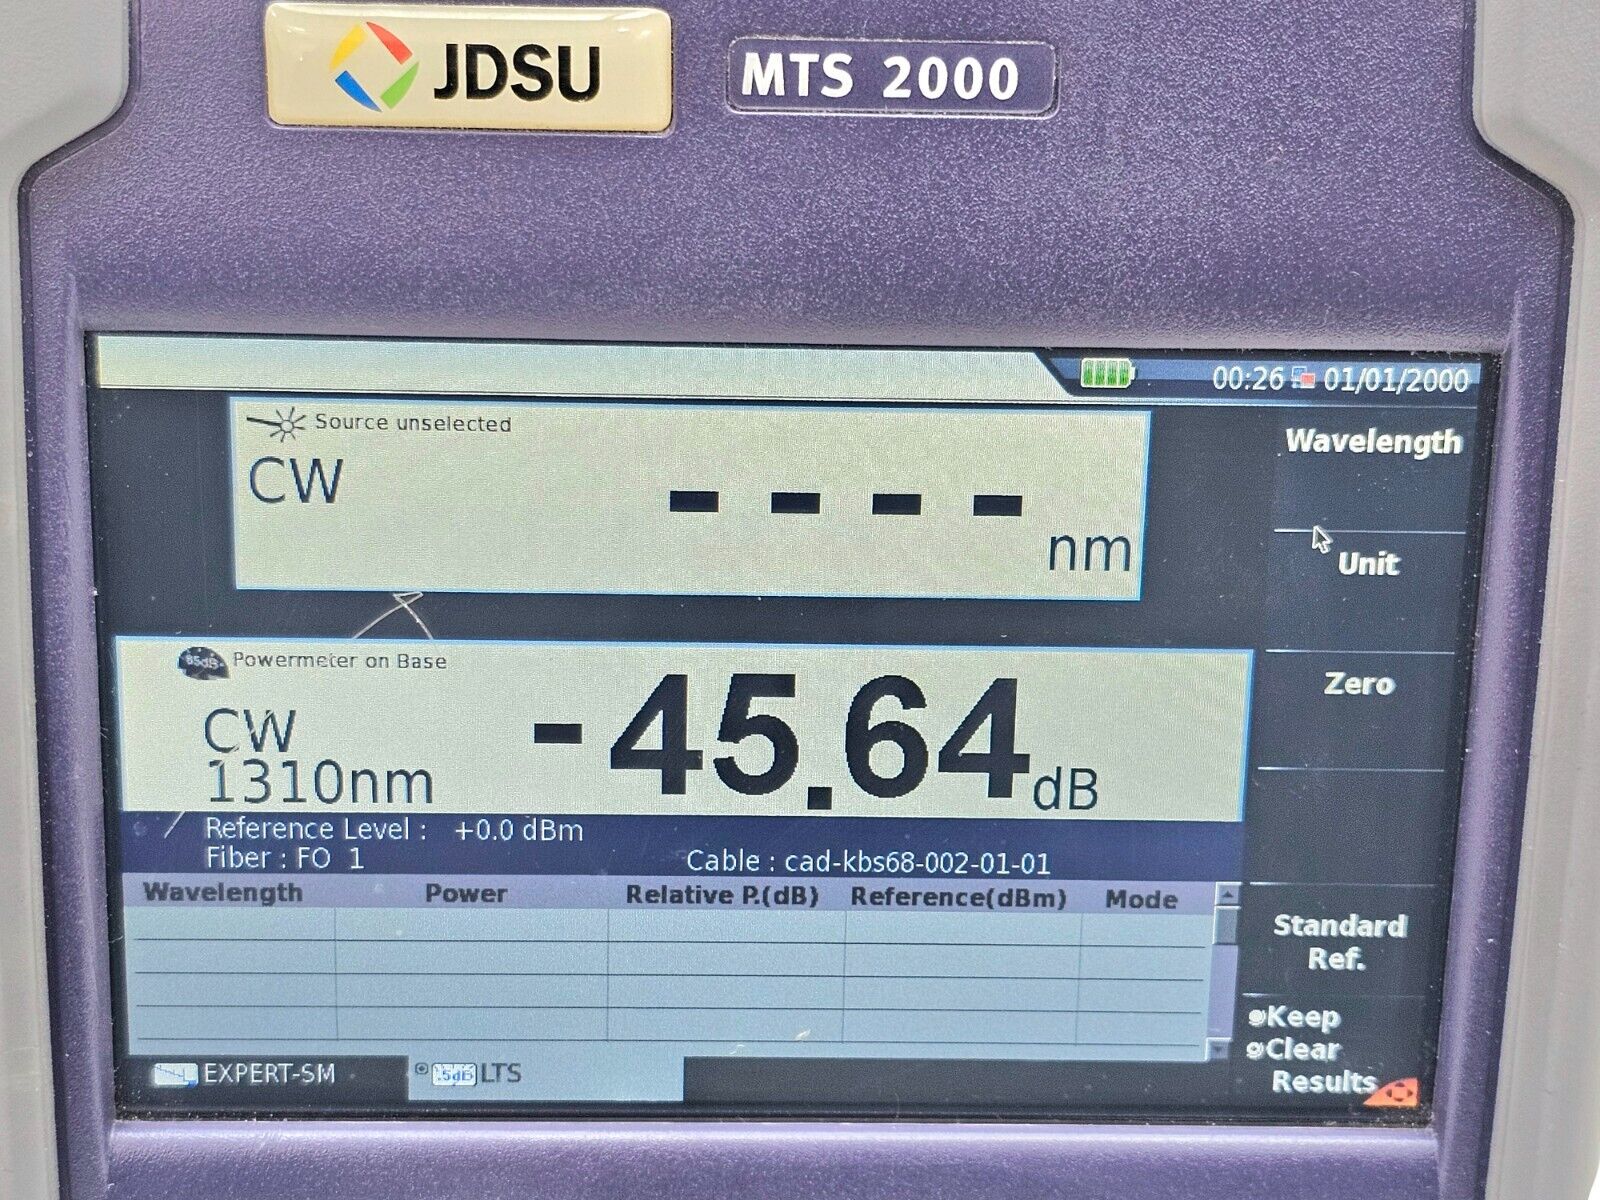 JDSU
MTS 2000
00:26 01/01/2000
Source unselected
CW
- - - -
nm
Wavelength
Unit
Zero
85dB
Powermeter on Base
CW
1310nm
-45.64 dB
Reference Level : +0.0 dBm
Fiber : FO 1
Cable : cad-kbs68-002-01-01
Wavelength Power Relative P.(dB) Reference(dBm) Mode
Standard
Ref.
Keep
Clear
Results
EXPERT-SM
.5dB LTS